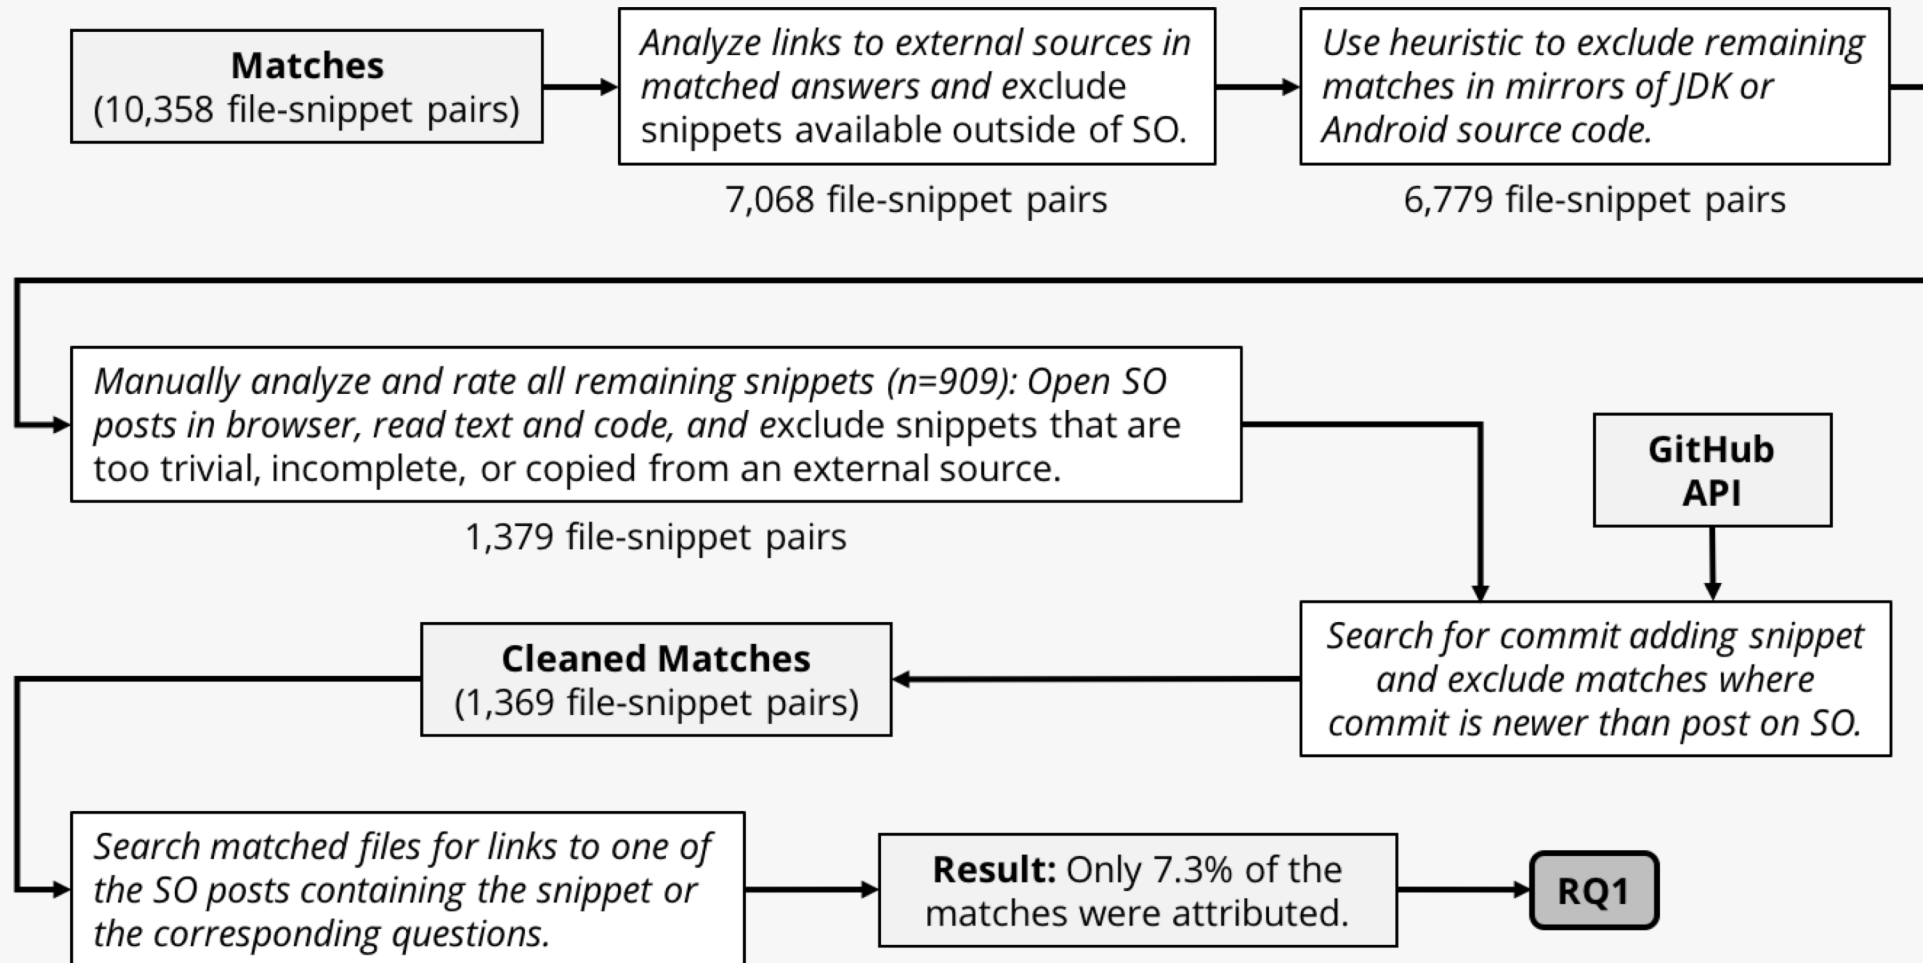 Matches
(10,358 file-snippet pairs)
Analyze links to external sources in
matched answers and exclude
snippets available outside of SO.
7,068 file-snippet pairs
Use heuristic to exclude remaining
matches in mirrors of JDK or
Android source code.
6,779 file-snippet pairs
Manually analyze and rate all remaining snippets (n=909): Open SO
posts in browser, read text and code, and exclude snippets that are
too trivial, incomplete, or copied from an external source.
1,379 file-snippet pairs
GitHub
API
Search for commit adding snippet
and exclude matches where
commit is newer than post on SO.
Cleaned Matches
(1,369 file-snippet pairs)
Search matched files for links to one of
the SO posts containing the snippet or
the corresponding questions.
Result: Only 7.3% of the
matches were attributed.
RQ1